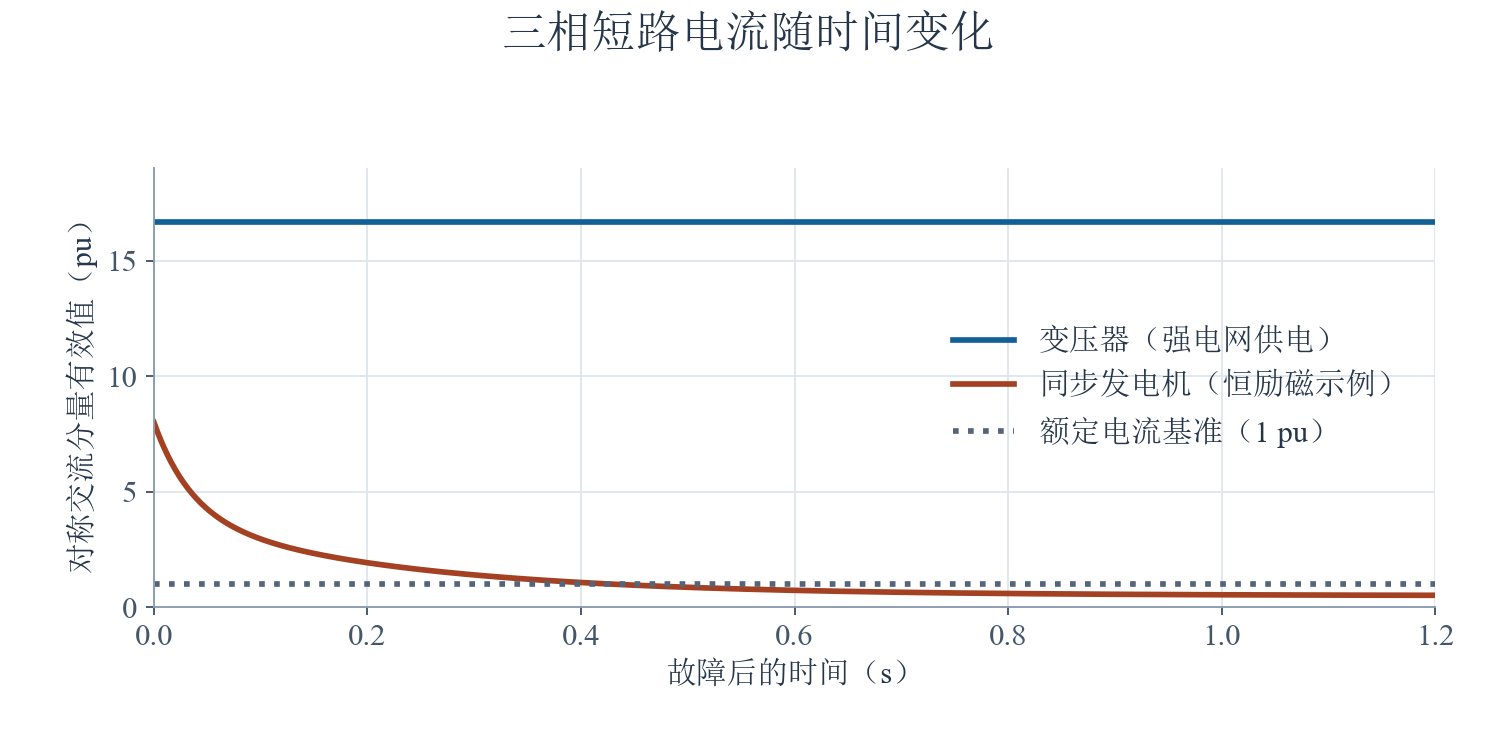 三相短路电流随时间变化
对称交流分量有效值（pu）
15
10
5
0
变压器（强电网供电）
同步发电机（恒励磁示例）
额定电流基准（1 pu）
0.0 0.2 0.4 0.6 0.8 1.0 1.2
故障后的时间（s）